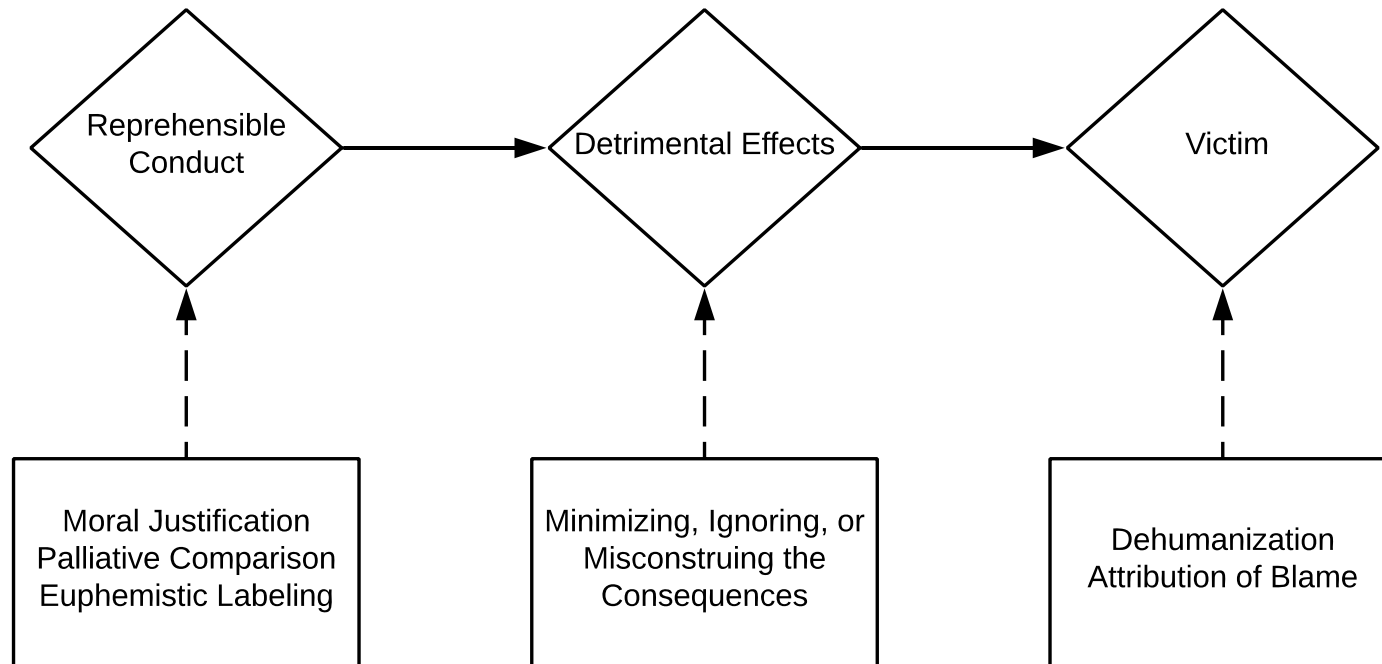 Reprehensible
Conduct
Detrimental Effects
Victim
Moral Justification
Palliative Comparison
Euphemistic Labeling
Minimizing, Ignoring, or
Misconstruing the
Consequences
Dehumanization
Attribution of Blame